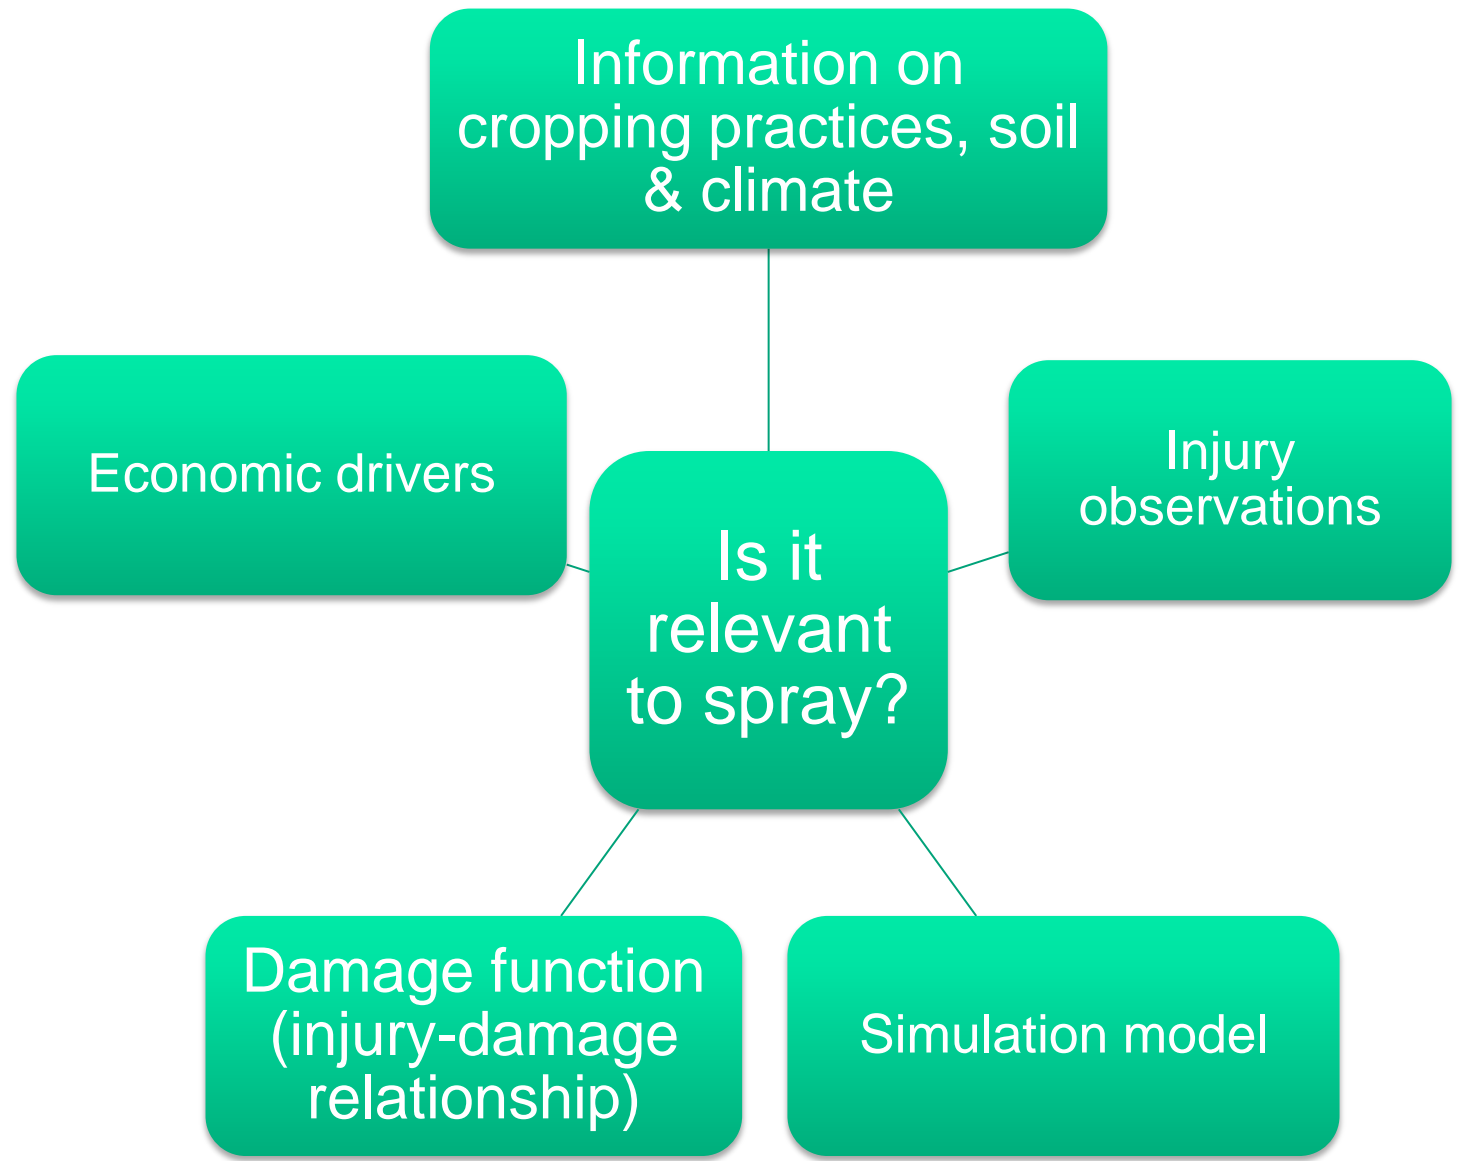 Information on
cropping practices, soil
& climate
Economic drivers
Injury
observations
Is it
relevant
to spray?
Damage function
(injury-damage
relationship)
Simulation model